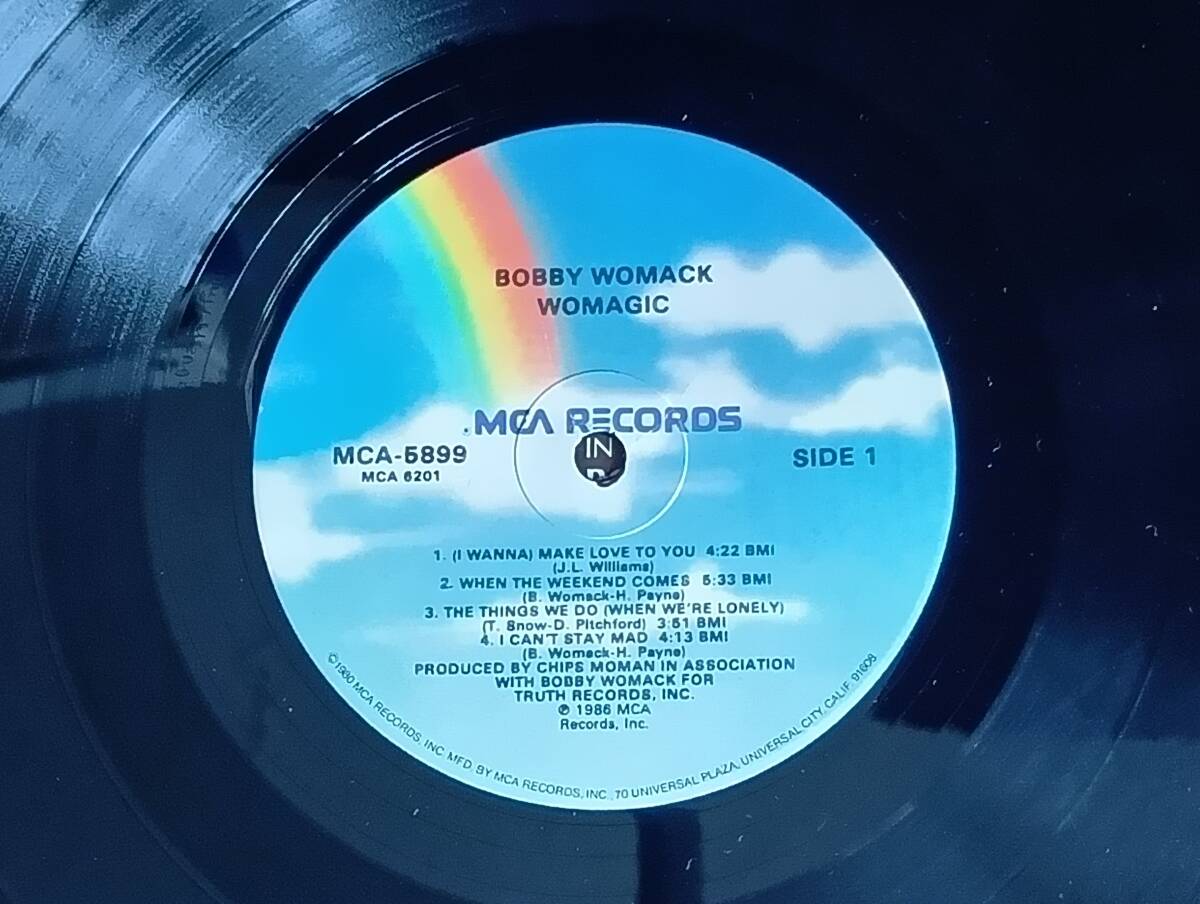 BOBBY WOMACK
WOMAGIC
MCA RECORDS
MCA-5899
MCA 6201
SIDE 1
IN
1. (I WANNA) MAKE LOVE TO YOU 4:22 BMI
(J.L. Williams)
2. WHEN THE WEEKEND COMES 5:33 BMI
(B. Womack-H. Payne)
3. THE THINGS WE DO (WHEN WE'RE LONELY)
(T. Snow-D. Pitchford) 3:51 BMI
4. I CAN'T STAY MAD 4:13 BMI
(B. Womack-H. Payne)
PRODUCED BY CHIPS MOMAN IN ASSOCIATION
WITH BOBBY WOMACK FOR
TRUTH RECORDS, INC.
℗ 1986 MCA
Records, Inc.
©1980 MCA RECORDS, INC. MFD. BY MCA RECORDS, INC., 70 UNIVERSAL PLAZA, UNIVERSAL CITY, CALIF. 91608